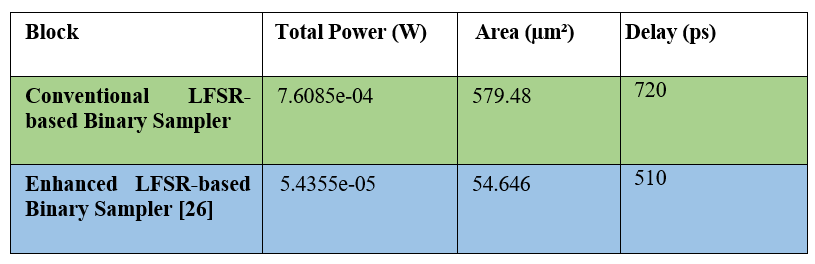 Block Total Power (W) Area (μm²) Delay (ps)
Conventional LFSR- 7.6085e-04 579.48 720
based Binary Sampler
Enhanced LFSR-based 5.4355e-05 54.646 510
Binary Sampler [26]